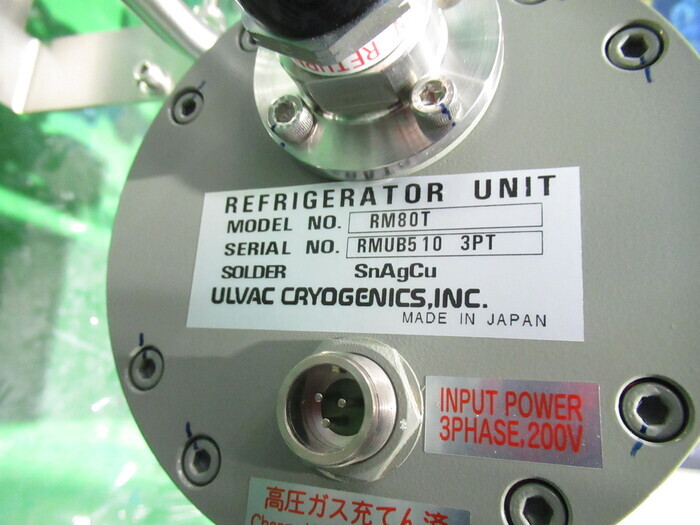 RETURN
REFRIGERATOR UNIT
MODEL NO. RM80T
SERIAL NO. RMUB510 3PT
SOLDER SnAgCu
ULVAC CRYOGENICS,INC.
MADE IN JAPAN
INPUT POWER
3PHASE,200V
高圧ガス充てん済